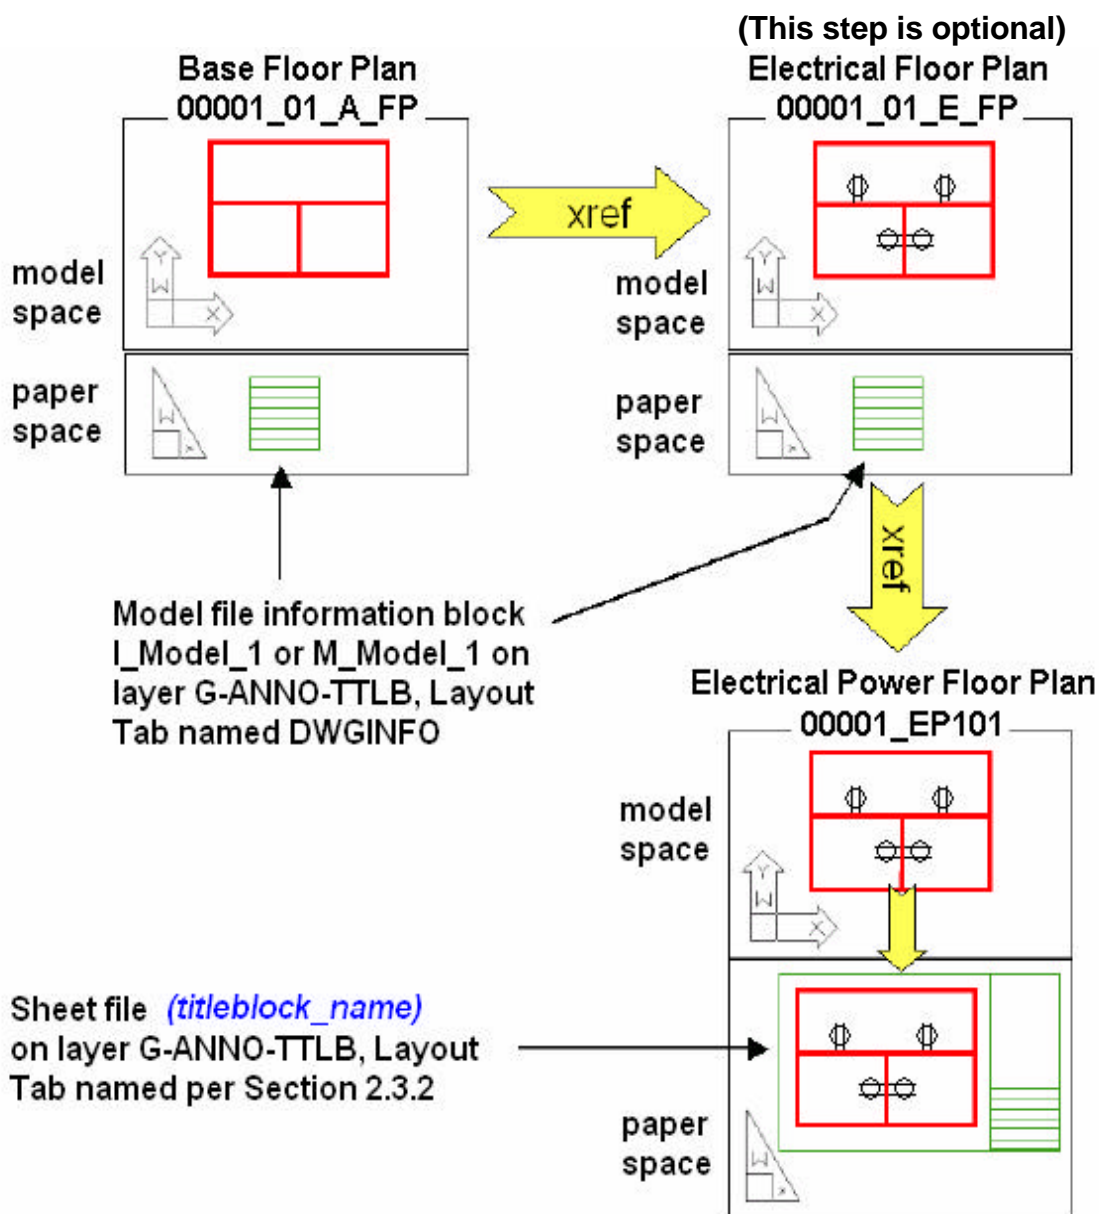 (This step is optional)
Base Floor Plan
00001_01_A_FP
Electrical Floor Plan
00001_01_E_FP
xref
model
space
Y
W
X
model
space
Y
W
X
paper
space
W
X
paper
space
W
X
xref
Model file information block
I_Model_1 or M_Model_1 on
layer G-ANNO-TTLB, Layout
Tab named DWGINFO
Electrical Power Floor Plan
00001_EP101
model
space
Y
W
X
Sheet file (titleblock_name)
on layer G-ANNO-TTLB, Layout
Tab named per Section 2.3.2
paper
space
W
X